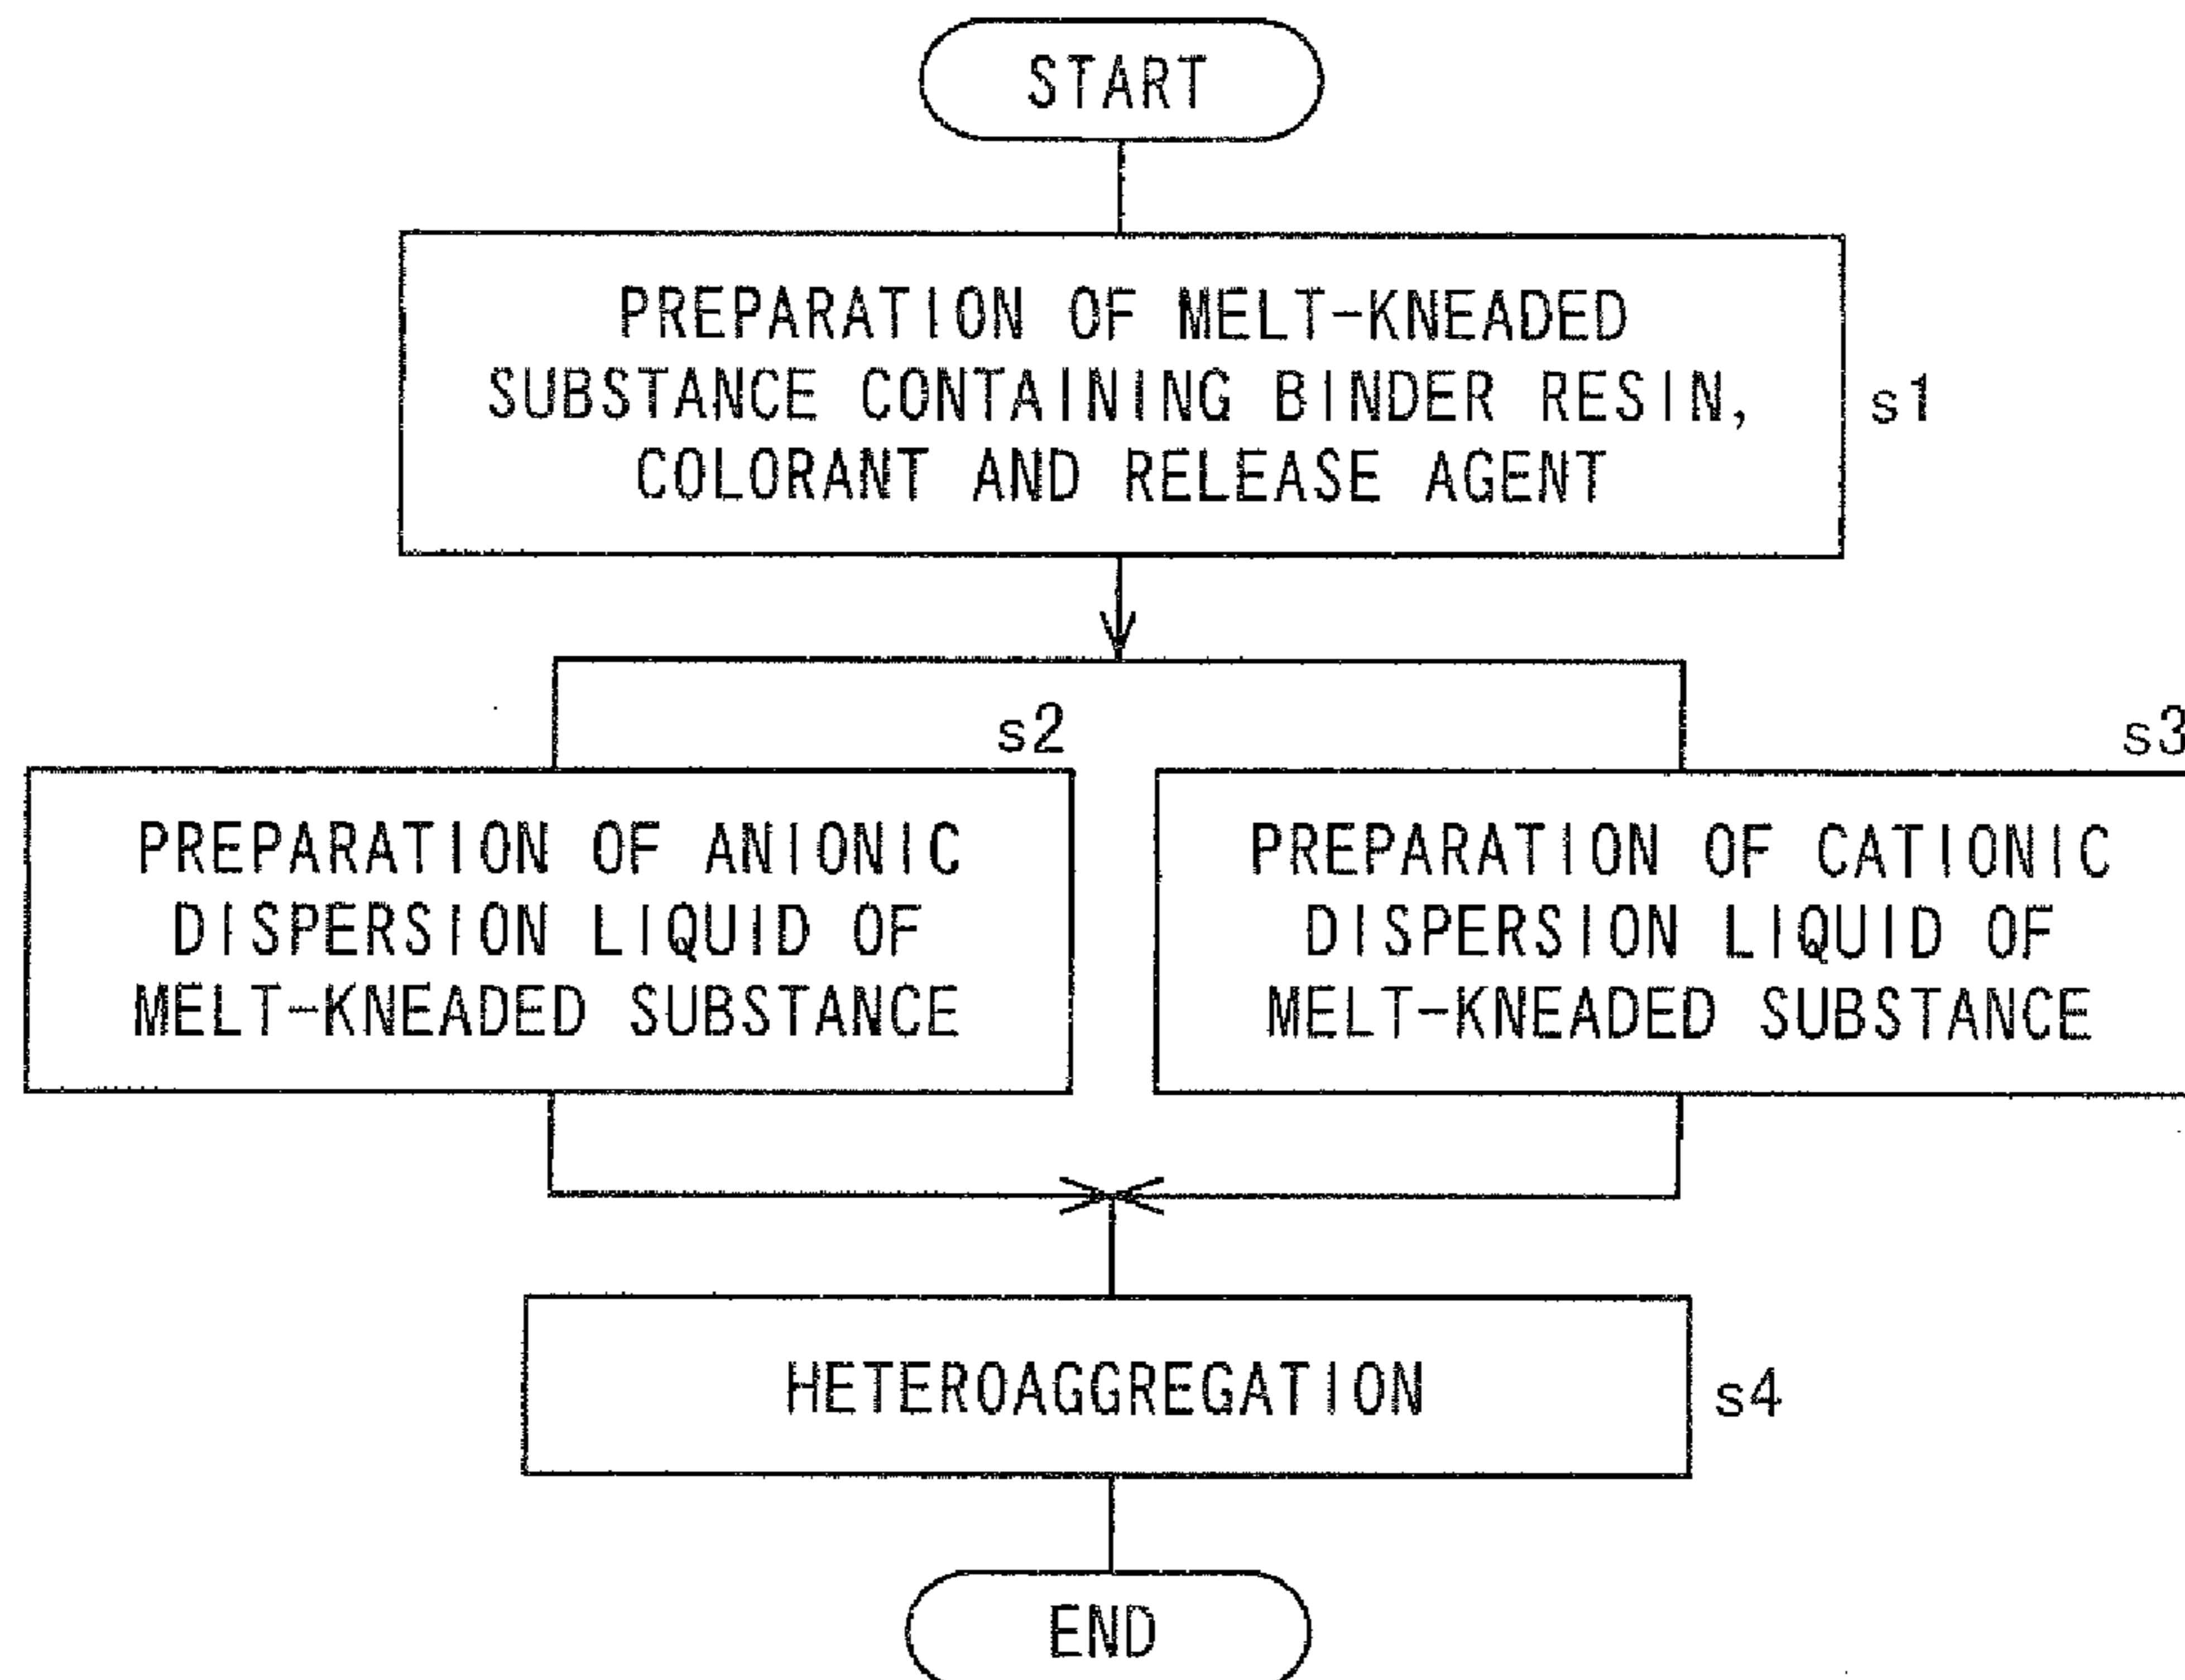 START
PREPARATION OF MELT-KNEADED
SUBSTANCE CONTAINING BINDER RESIN,
COLORANT AND RELEASE AGENT
s1
s2
PREPARATION OF ANIONIC
DISPERSION LIQUID OF
MELT-KNEADED SUBSTANCE
s3
PREPARATION OF CATIONIC
DISPERSION LIQUID OF
MELT-KNEADED SUBSTANCE
HETEROAGGREGATION
s4
END